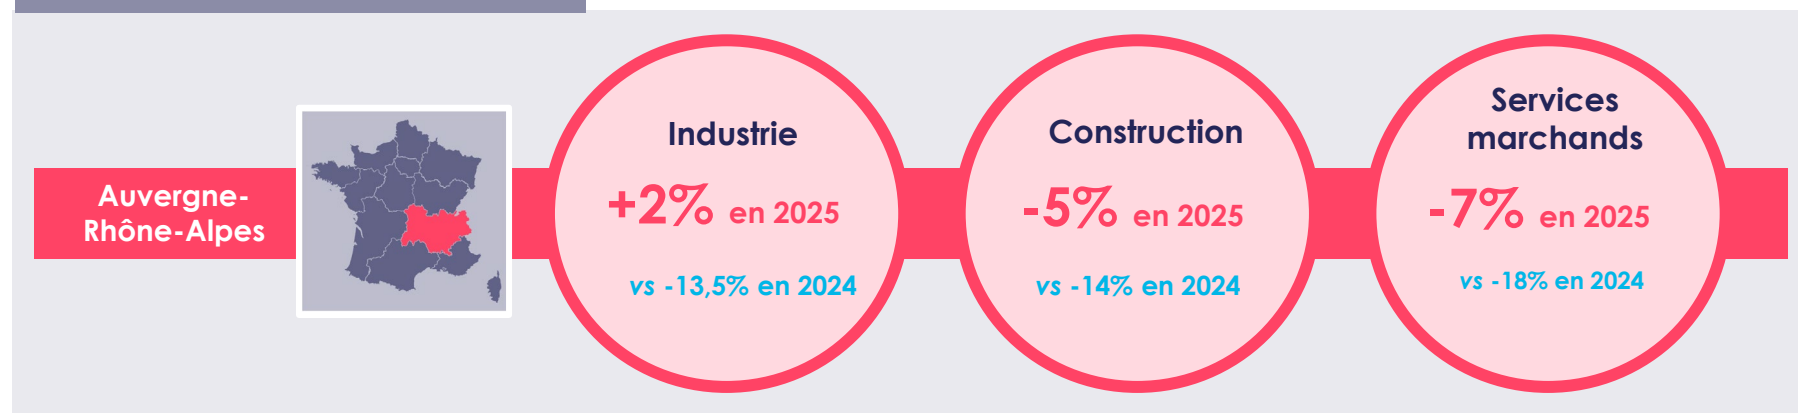 Auvergne-
Rhône-Alpes
Industrie
+2% en 2025
vs -13,5% en 2024
Construction
-5% en 2025
vs -14% en 2024
Services
marchands
-7% en 2025
vs -18% en 2024